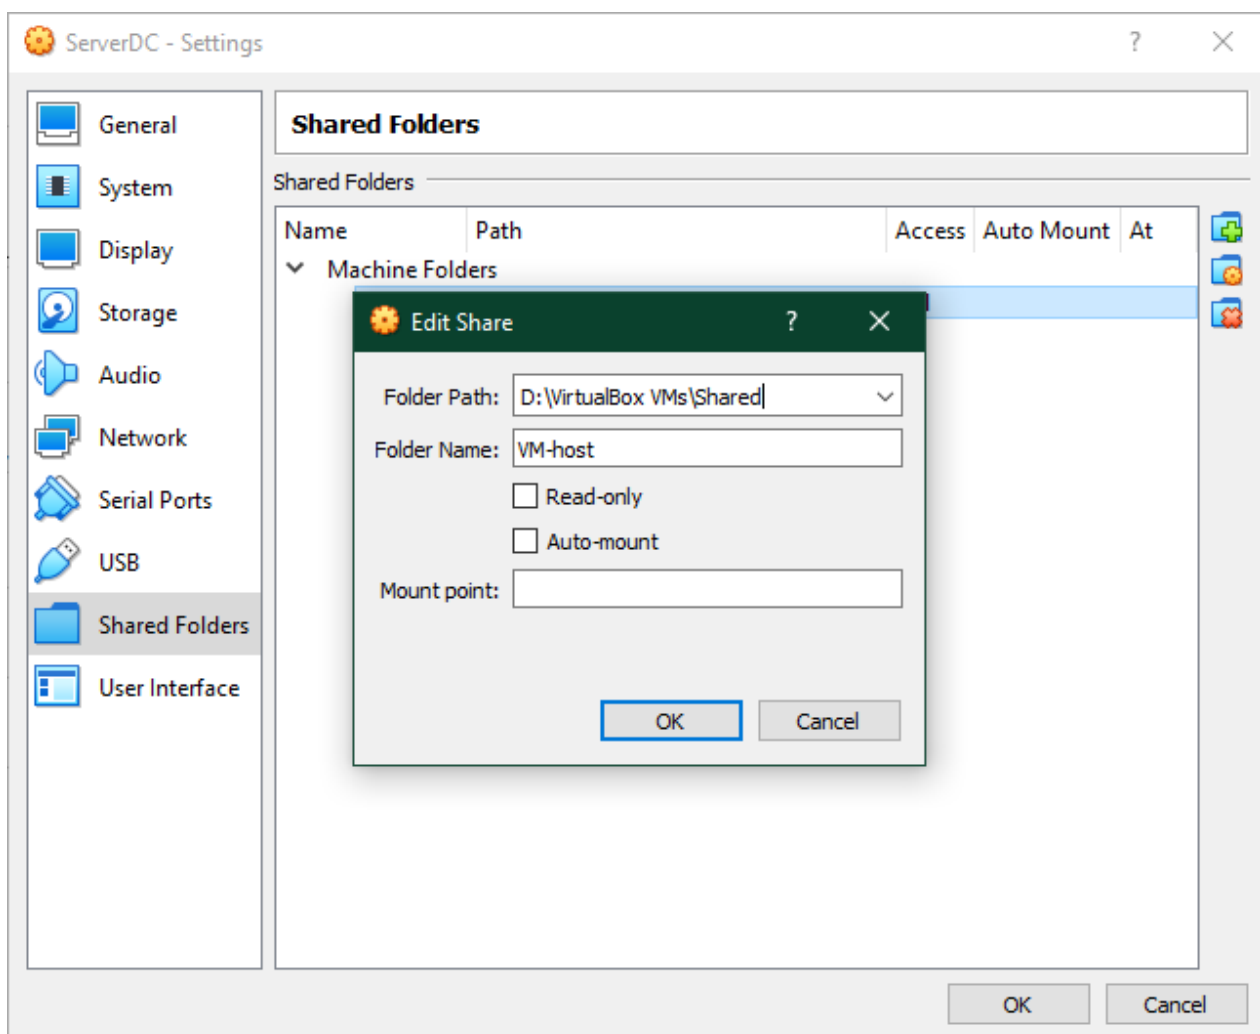 ServerDC - Settings ?
General
System
Display
Storage
Audio
Network
Serial Ports
USB
Shared Folders
User Interface
Shared Folders
Shared Folders
Name Path Access Auto Mount At
Machine Folders
Edit Share ?
Folder Path: D:\VirtualBox VMs\Shared
Folder Name: VM-host
Read-only
Auto-mount
Mount point:
OK Cancel
OK Cancel